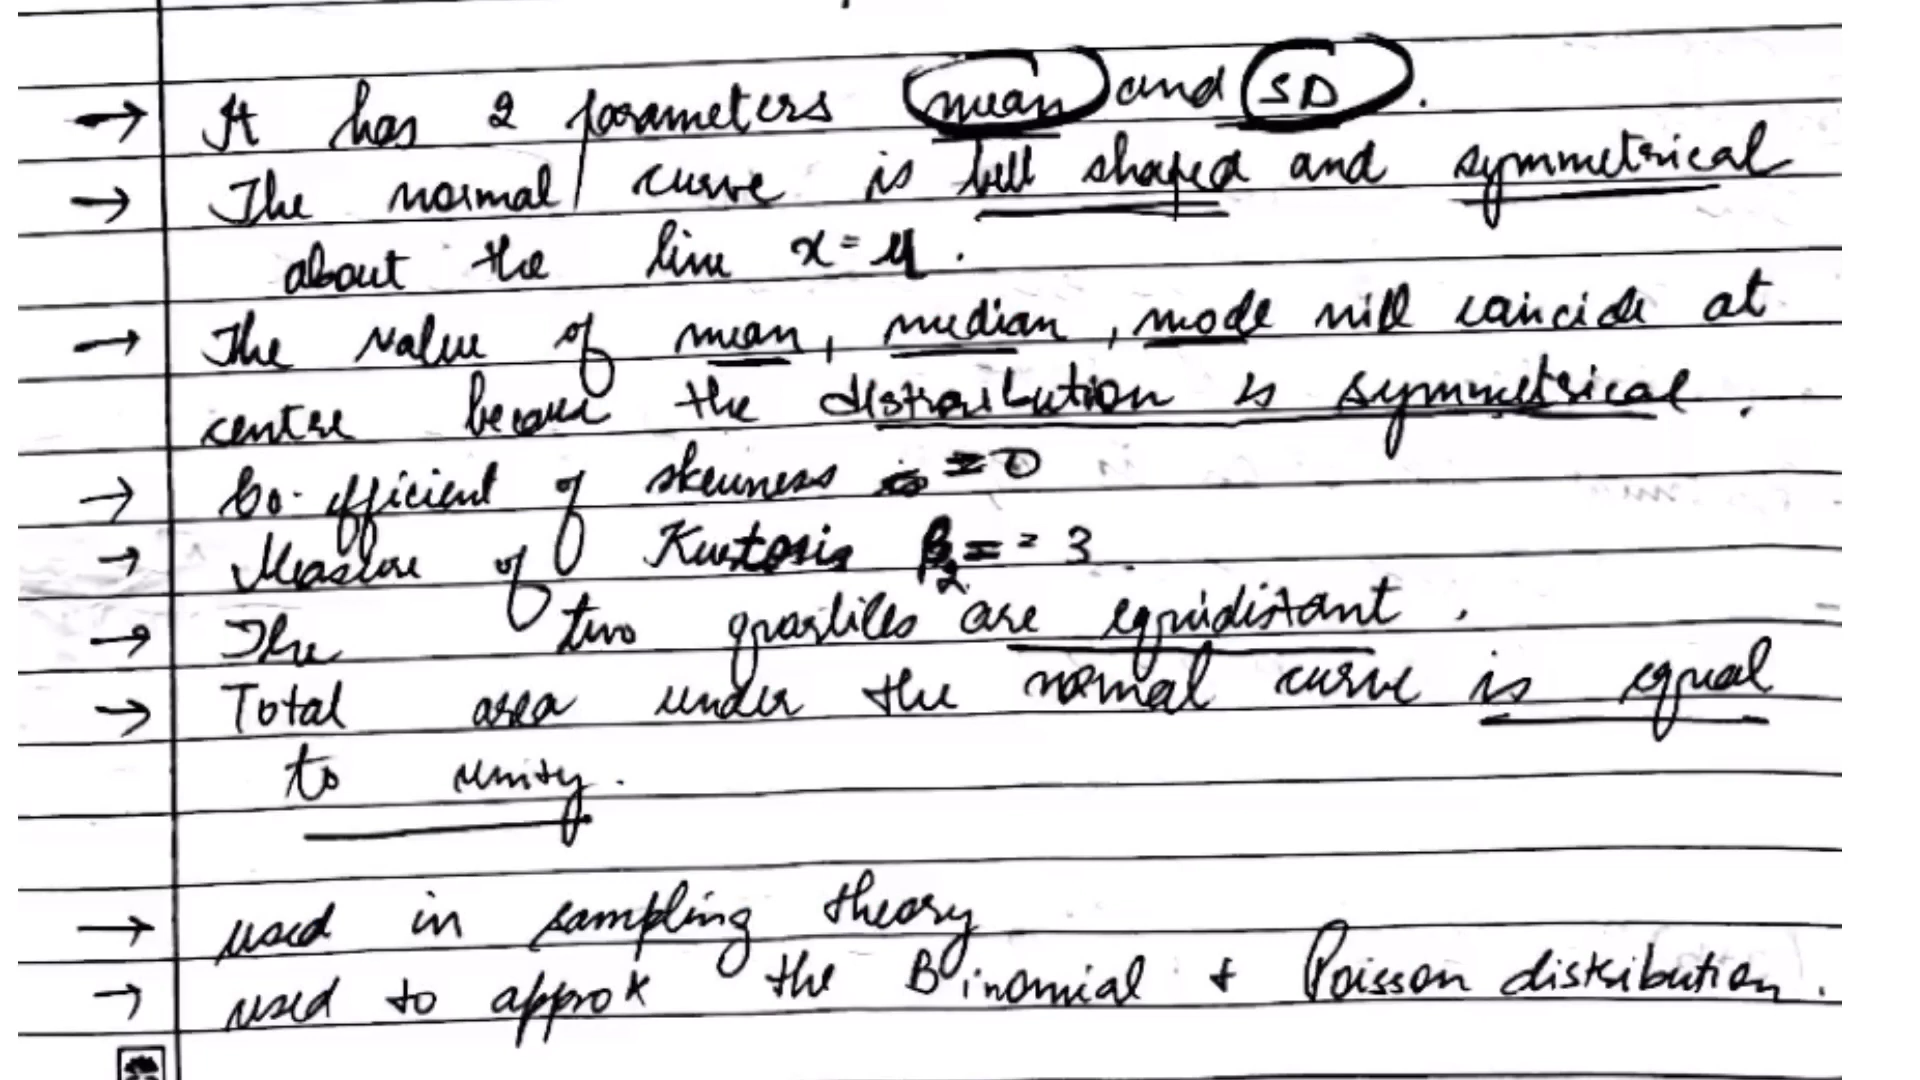 → It has 2 parameters mean and SD.
→ The normal curve is bell shaped and symmetrical
about the line x = μ.
→ The value of mean, median, mode will coincide at
centre because the distribution is symmetrical.
→ Co-efficient of skewness = 0
→ Measure of Kurtosis β2 = 3
→ The two quartiles are equidistant.
→ Total area under the normal curve is equal
to unity.
→ used in sampling theory
→ used to approx the Binomial + Poisson distribution.